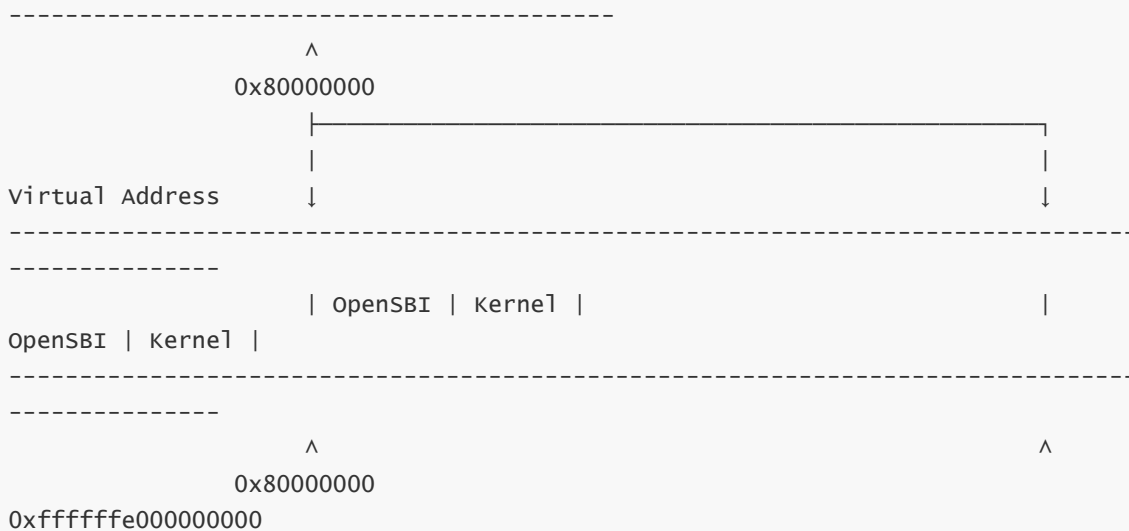 -------------------------------------------
                     ^
                0x80000000
                     ├───────────────────────────────────────────────────┐
                     |                                                   |
Virtual Address      ↓                                                   ↓
--------------------------------------------------------------------------------
---------------
                     | OpenSBI | Kernel |                                |
OpenSBI | Kernel |
--------------------------------------------------------------------------------
---------------
                     ^                                                   ^
                0x80000000
0xffffffe000000000